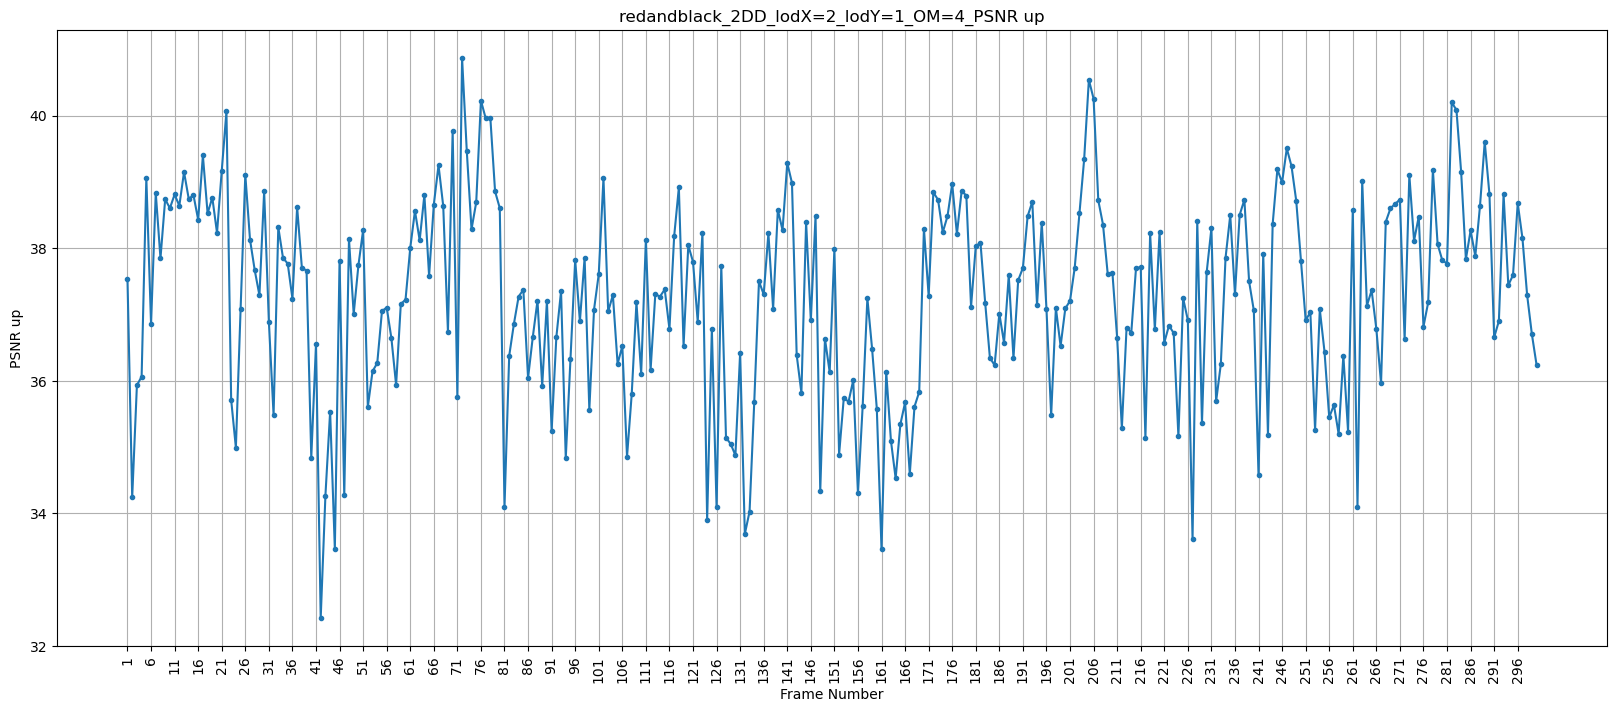 redandblack_2DD_lodX=2_lodY=1_OM=4_PSNR up
PSNR up
40
38
36
34
32
1 6 11 16 21 26 31 36 41 46 51 56 61 66 71 76 81 86 91 96 101 106 111 116 121 126 131 136 141 146 151 156 161 166 171 176 181 186 191 196 201 206 211 216 221 226 231 236 241 246 251 256 261 266 271 276 281 286 291 296
Frame Number